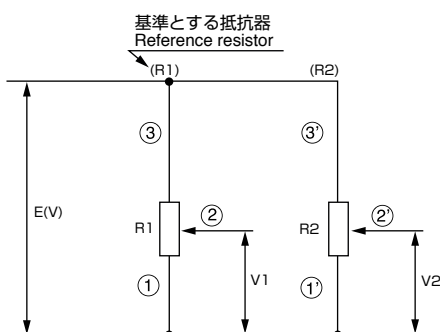 基準とする抵抗器
Reference resistor
(R1)
(R2)
③
③'
E(V)
R1
②
R2
②'
①
V1
①'
V2